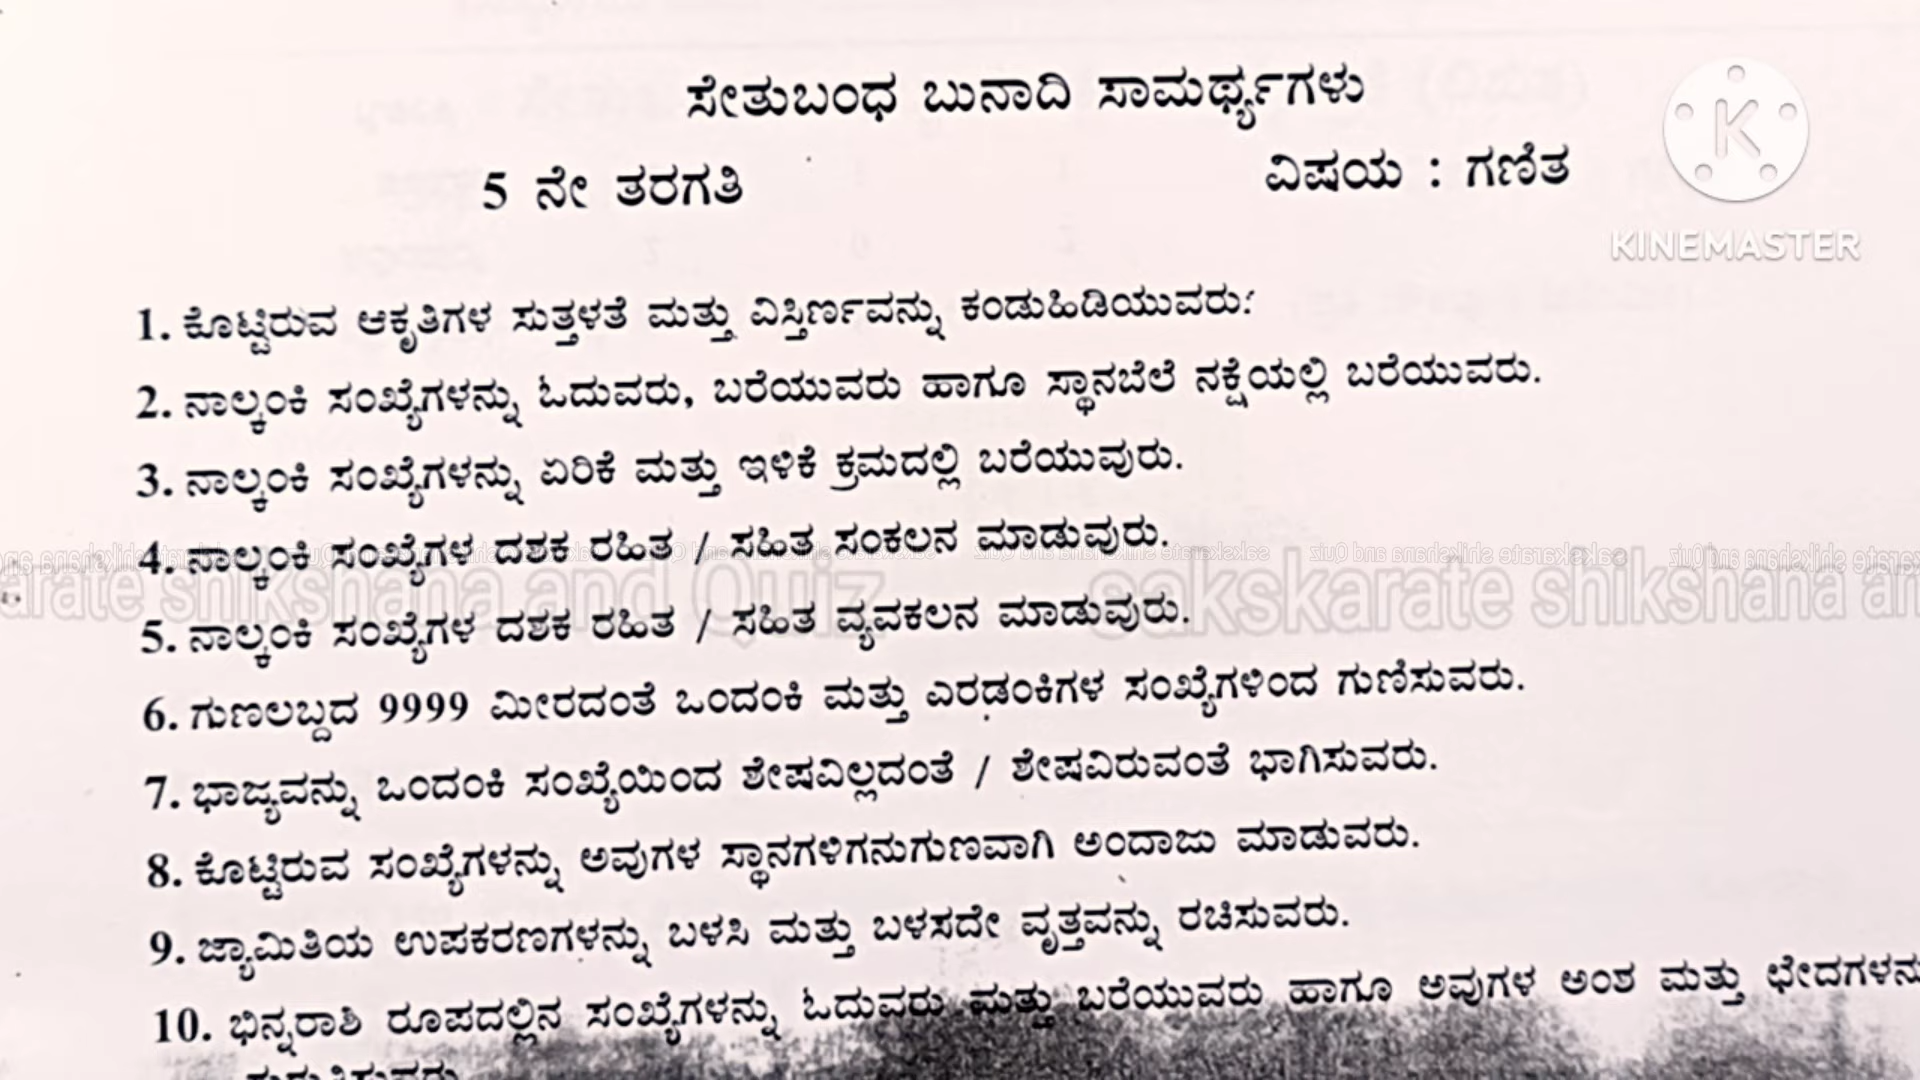 ಸೇತುಬಂಧ ಬುನಾದಿ ಸಾಮರ್ಥ್ಯಗಳು
5 ನೇ ತರಗತಿ ವಿಷಯ : ಗಣಿತ
KINEMASTER
1. ಕೊಟ್ಟಿರುವ ಆಕೃತಿಗಳ ಸುತ್ತಳತೆ ಮತ್ತು ವಿಸ್ತಿರ್ಣವನ್ನು ಕಂಡುಹಿಡಿಯುವರು.
2. ನಾಲ್ಕಂಕಿ ಸಂಖ್ಯೆಗಳನ್ನು ಓದುವರು, ಬರೆಯುವರು ಹಾಗೂ ಸ್ಥಾನಬೆಲೆ ನಕ್ಷೆಯಲ್ಲಿ ಬರೆಯುವರು.
3. ನಾಲ್ಕಂಕಿ ಸಂಖ್ಯೆಗಳನ್ನು ಏರಿಕೆ ಮತ್ತು ಇಳಿಕೆ ಕ್ರಮದಲ್ಲಿ ಬರೆಯುವುರು.
4. ನಾಲ್ಕಂಕಿ ಸಂಖ್ಯೆಗಳ ದಶಕ ರಹಿತ / ಸಹಿತ ಸಂಕಲನ ಮಾಡುವುರು.
arate shikshana and Quiz sakskarate shikshana an
5. ನಾಲ್ಕಂಕಿ ಸಂಖ್ಯೆಗಳ ದಶಕ ರಹಿತ / ಸಹಿತ ವ್ಯವಕಲನ ಮಾಡುವುರು.
6. ಗುಣಲಬ್ದದ 9999 ಮೀರದಂತೆ ಒಂದಂಕಿ ಮತ್ತು ಎರಡಂಕಿಗಳ ಸಂಖ್ಯೆಗಳಿಂದ ಗುಣಿಸುವರು.
7. ಭಾಜ್ಯವನ್ನು ಒಂದಂಕಿ ಸಂಖ್ಯೆಯಿಂದ ಶೇಷವಿಲ್ಲದಂತೆ / ಶೇಷವಿರುವಂತೆ ಭಾಗಿಸುವರು.
8. ಕೊಟ್ಟಿರುವ ಸಂಖ್ಯೆಗಳನ್ನು ಅವುಗಳ ಸ್ಥಾನಗಳಿಗನುಗುಣವಾಗಿ ಅಂದಾಜು ಮಾಡುವರು.
9. ಜ್ಯಾಮಿತಿಯ ಉಪಕರಣಗಳನ್ನು ಬಳಸಿ ಮತ್ತು ಬಳಸದೇ ವೃತ್ತವನ್ನು ರಚಿಸುವರು.
10. ಭಿನ್ನರಾಶಿ ರೂಪದಲ್ಲಿನ ಸಂಖ್ಯೆಗಳನ್ನು ಓದುವರು ಮತ್ತು ಬರೆಯುವರು ಹಾಗೂ ಅವುಗಳ ಅಂಶ ಮತ್ತು ಛೇದಗಳನ್ನು